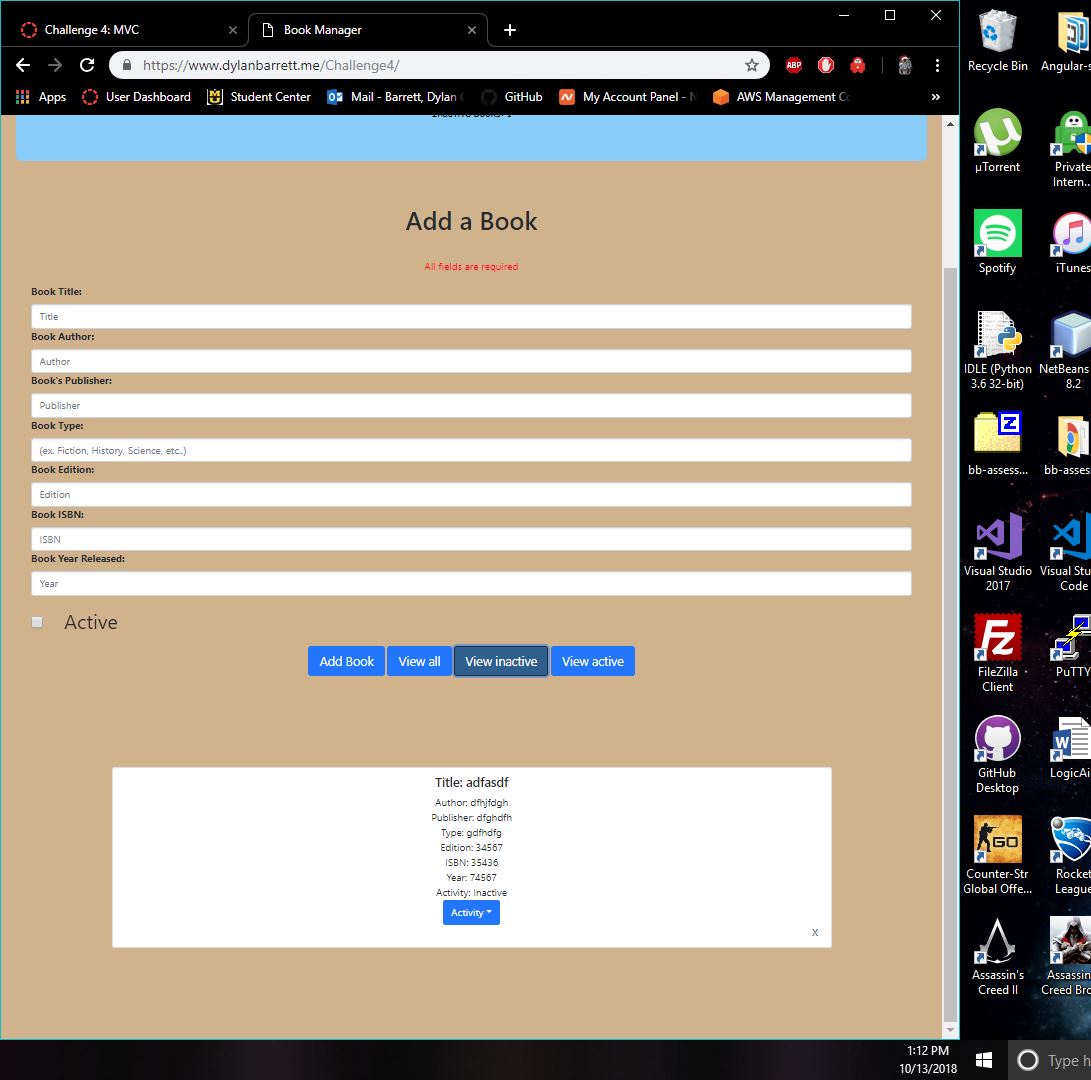 Challenge 4: MVC
Book Manager
https://www.dylanbarrett.me/Challenge4/
ABP
Apps
User Dashboard
Student Center
Mail - Barrett, Dylan
GitHub
My Account Panel -
AWS Management Co
»
Add a Book
All fields are required
Book Title:
Title
Book Author:
Author
Book's Publisher:
Publisher
Book Type:
(ex. Fiction, History, Science, etc..)
Book Edition:
Edition
Book ISBN:
ISBN
Book Year Released:
Year
Active
Add Book
View all
View inactive
View active
Title: adfasdf
Author: dfhjfdgh
Publisher: dfghdfh
Type: gdfhdfg
Edition: 34567
ISBN: 35436
Year: 74567
Activity: Inactive
Activity
X
Recycle Bin
Angular-s
µTorrent
Private
Intern...
Spotify
iTunes
IDLE (Python
3.6 32-bit)
NetBeans
8.2
bb-assess...
bb-asses
Visual Studio
2017
Visual Stu
Code
FileZilla
Client
PuTTY
GitHub
Desktop
LogicAi
GO
Counter-Str
Global Offe...
Rocket
League
Assassin's
Creed II
Assassin
Creed Bro
1:12 PM
10/13/2018
Type h